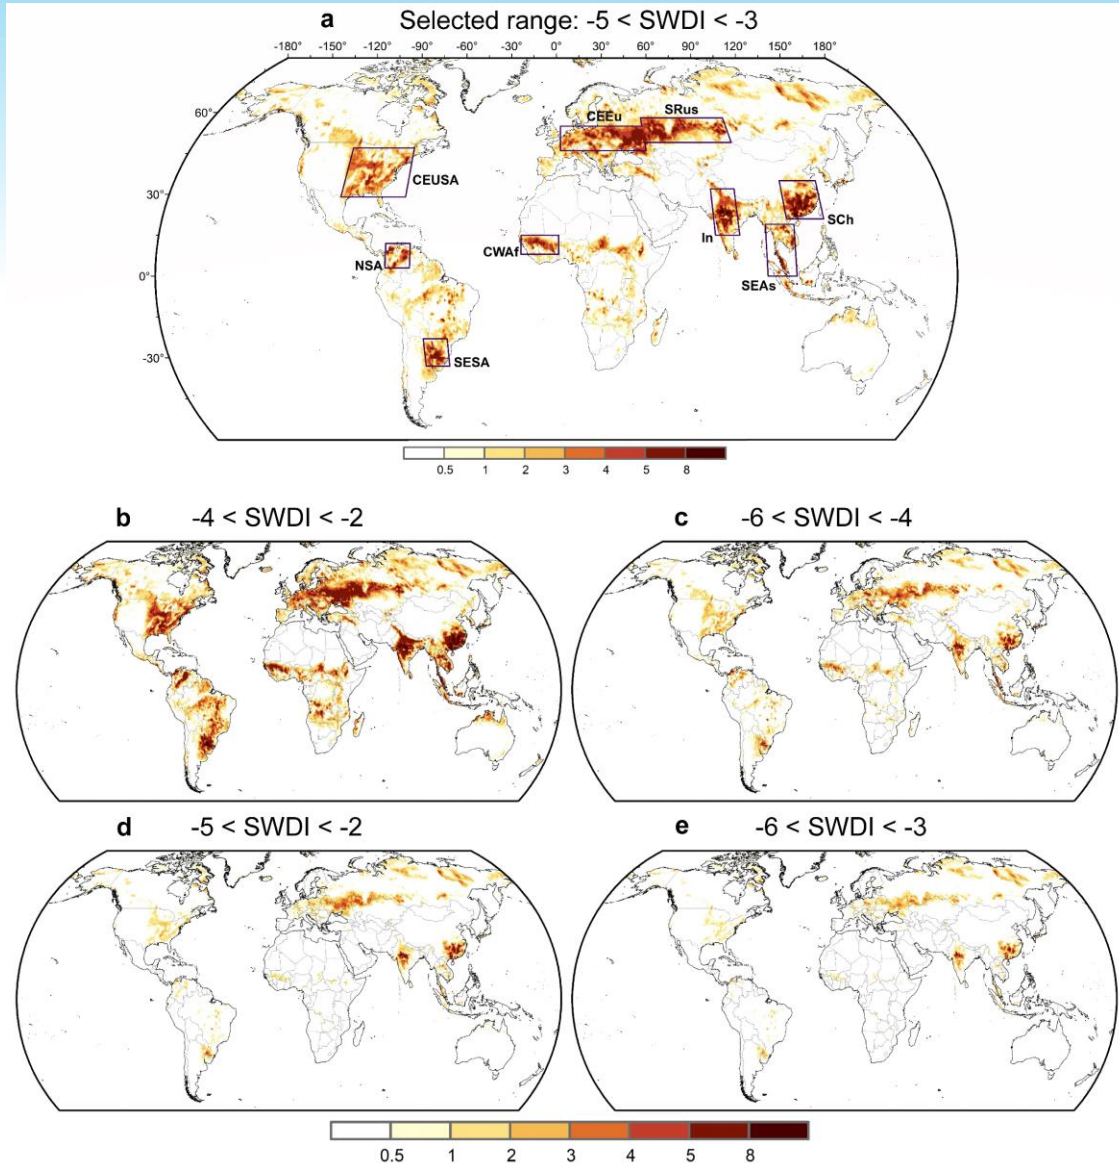 a Selected range: -5 < SWDI < -3
-180° -120° -90° -60° -30° 0° 30° 60° 90° 120° 150° 180°
60°
30°
0°
-30°
CEEu
SRus
CEUSA
SCh
In
CWAf
NSA
SEAs
SESA
0.5 1 2 3 4 5 8
b -4 < SWDI < -2
c -6 < SWDI < -4
d -5 < SWDI < -2
e -6 < SWDI < -3
0.5 1 2 3 4 5 8